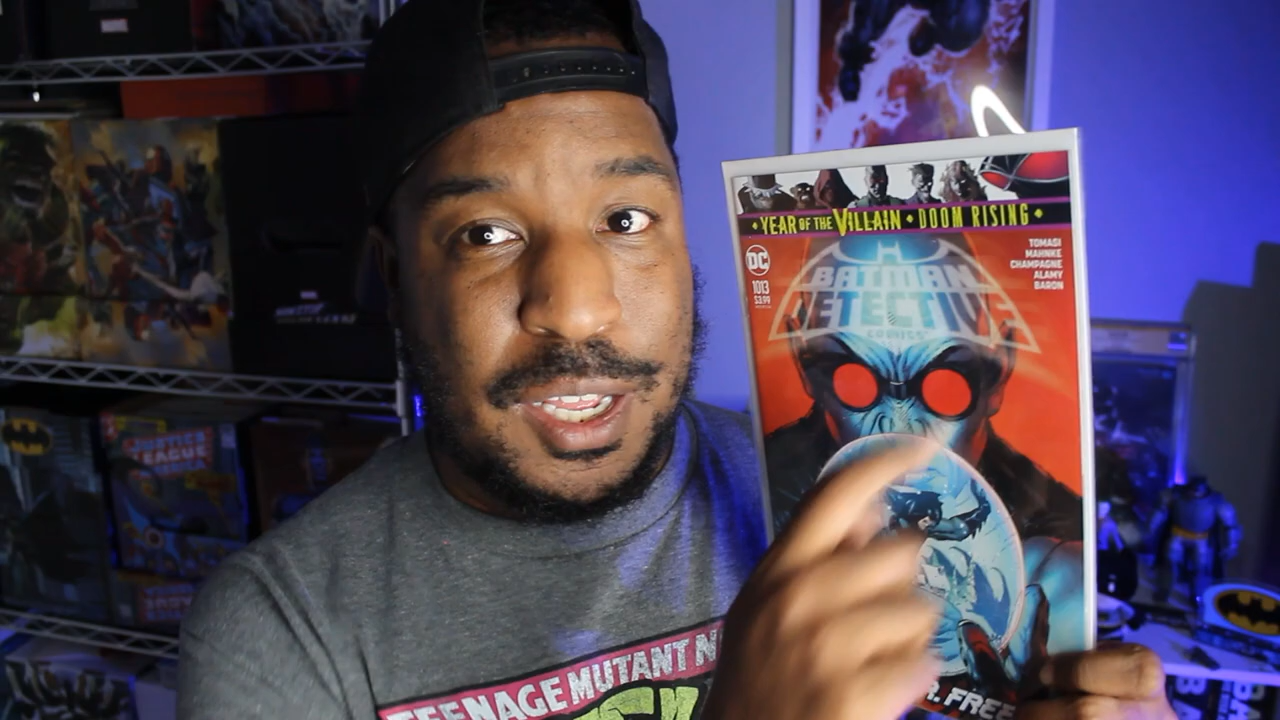 YEAR OF THE VILLAIN • DOOM RISING
DC
1013
$3.99
TOMASI
MAHNKE
CHAMPAGNE
ALAMY
BARON
BATMAN
DETECTIVE
COMICS
R. FREE
JUSTICE
LEAGUE
TEENAGE MUTANT N